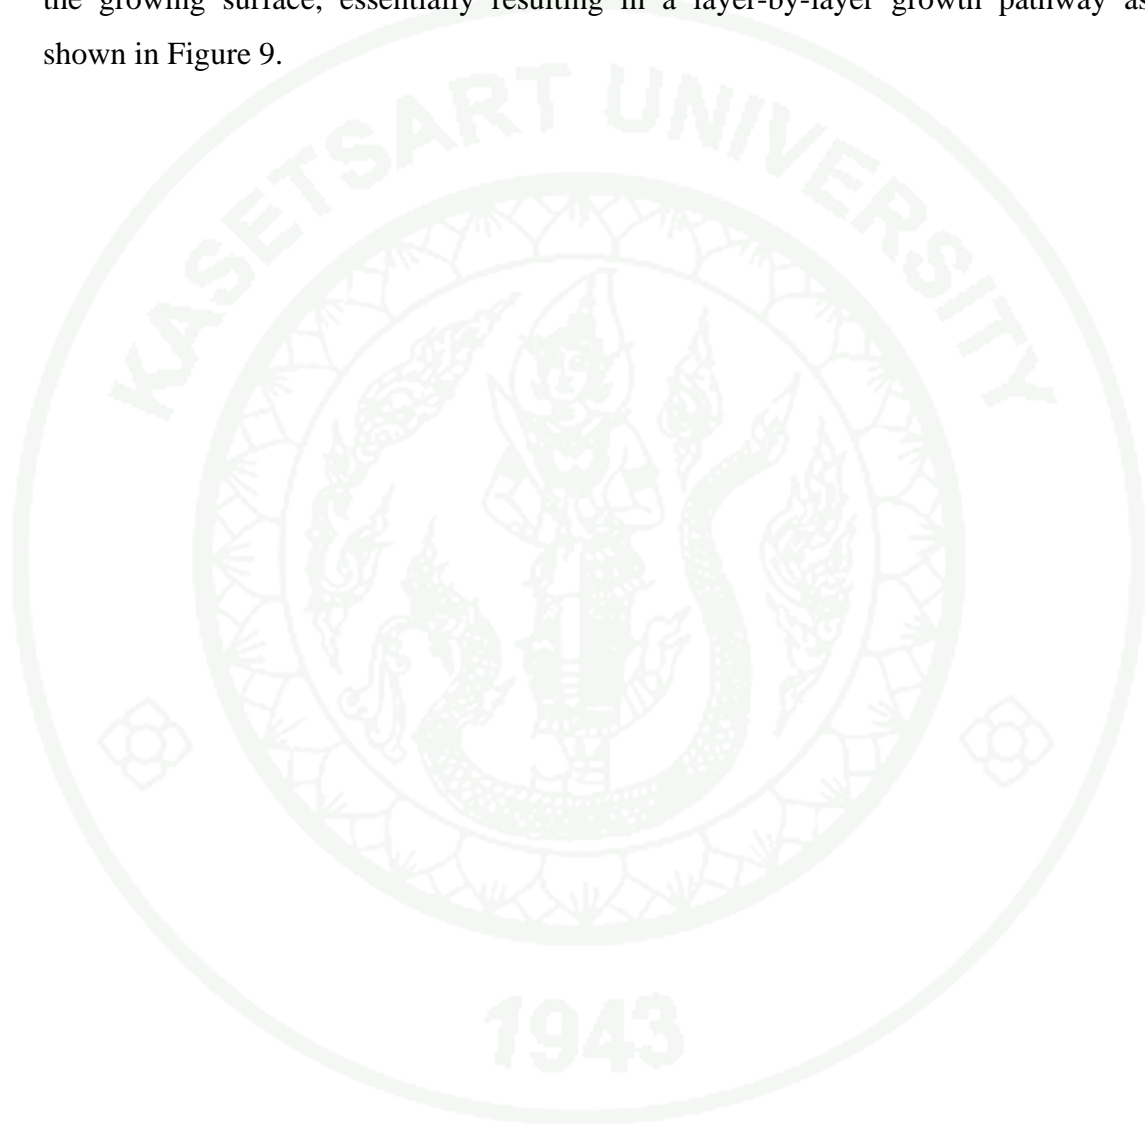 the growing surface, essentially resulting in a layer-by-layer growth pathway as
shown in Figure 9.
KASETSART UNIVERSITY
1943